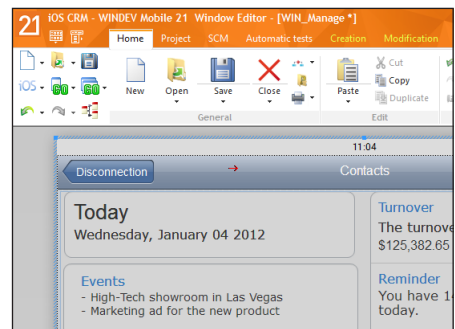 21 iOS CRM - WINDEV Mobile 21 Window Editor - [WIN_Manage *]
Home Project SCM Automatic tests Creation Modification
iOS GO GO
New Open Save Close Paste
Cut
Copy
Duplicate
General Edit
11:04
Disconnection Contacts
Today
Wednesday, January 04 2012
Turnover
The turnove
$125,382.65
Events
- High-Tech showroom in Las Vegas
- Marketing ad for the new product
Reminder
You have 1
today.